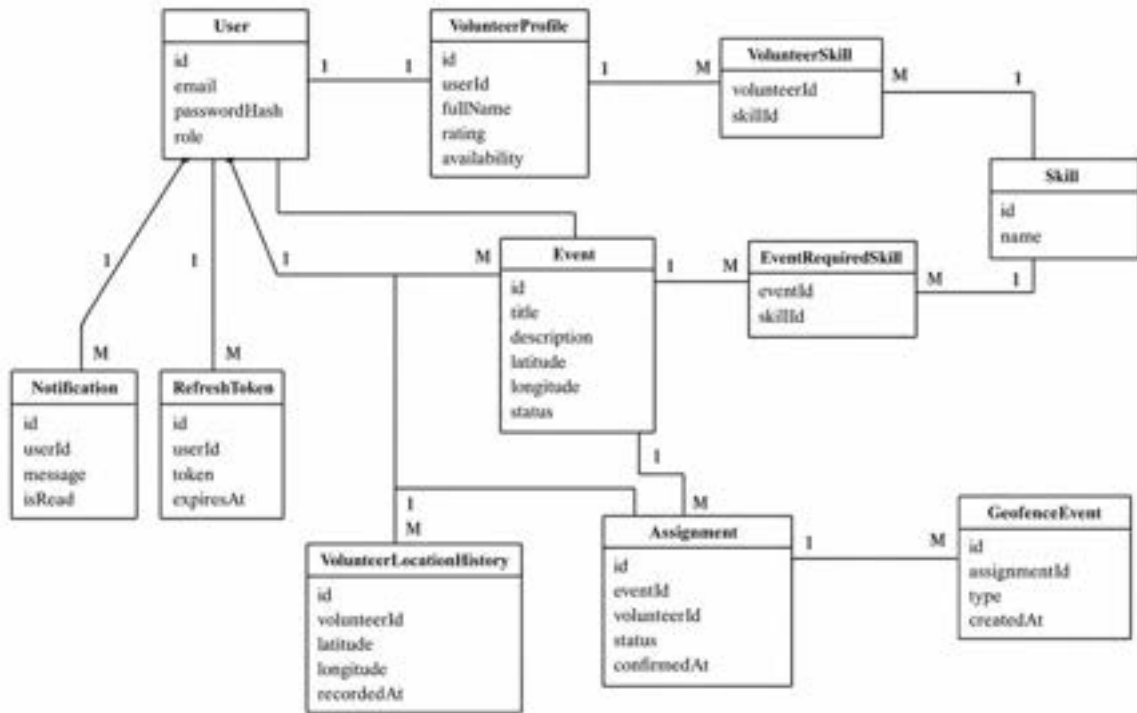 User
id
email
passwordHash
role
1
1
VolunteerProfile
id
userId
fullName
rating
availability
1
M
VolunteerSkill
volunteerId
skillId
M
1
Skill
id
name
1
1
1
M
Event
id
title
description
latitude
longitude
status
1
M
EventRequiredSkill
eventId
skillId
M
1
M
M
Notification
id
userId
message
isRead
RefreshToken
id
userId
token
expiresAt
1
M
1
M
VolunteerLocationHistory
id
volunteerId
latitude
longitude
recordedAt
Assignment
id
eventId
volunteerId
status
confirmedAt
1
M
GeofenceEvent
id
assignmentId
type
createdAt